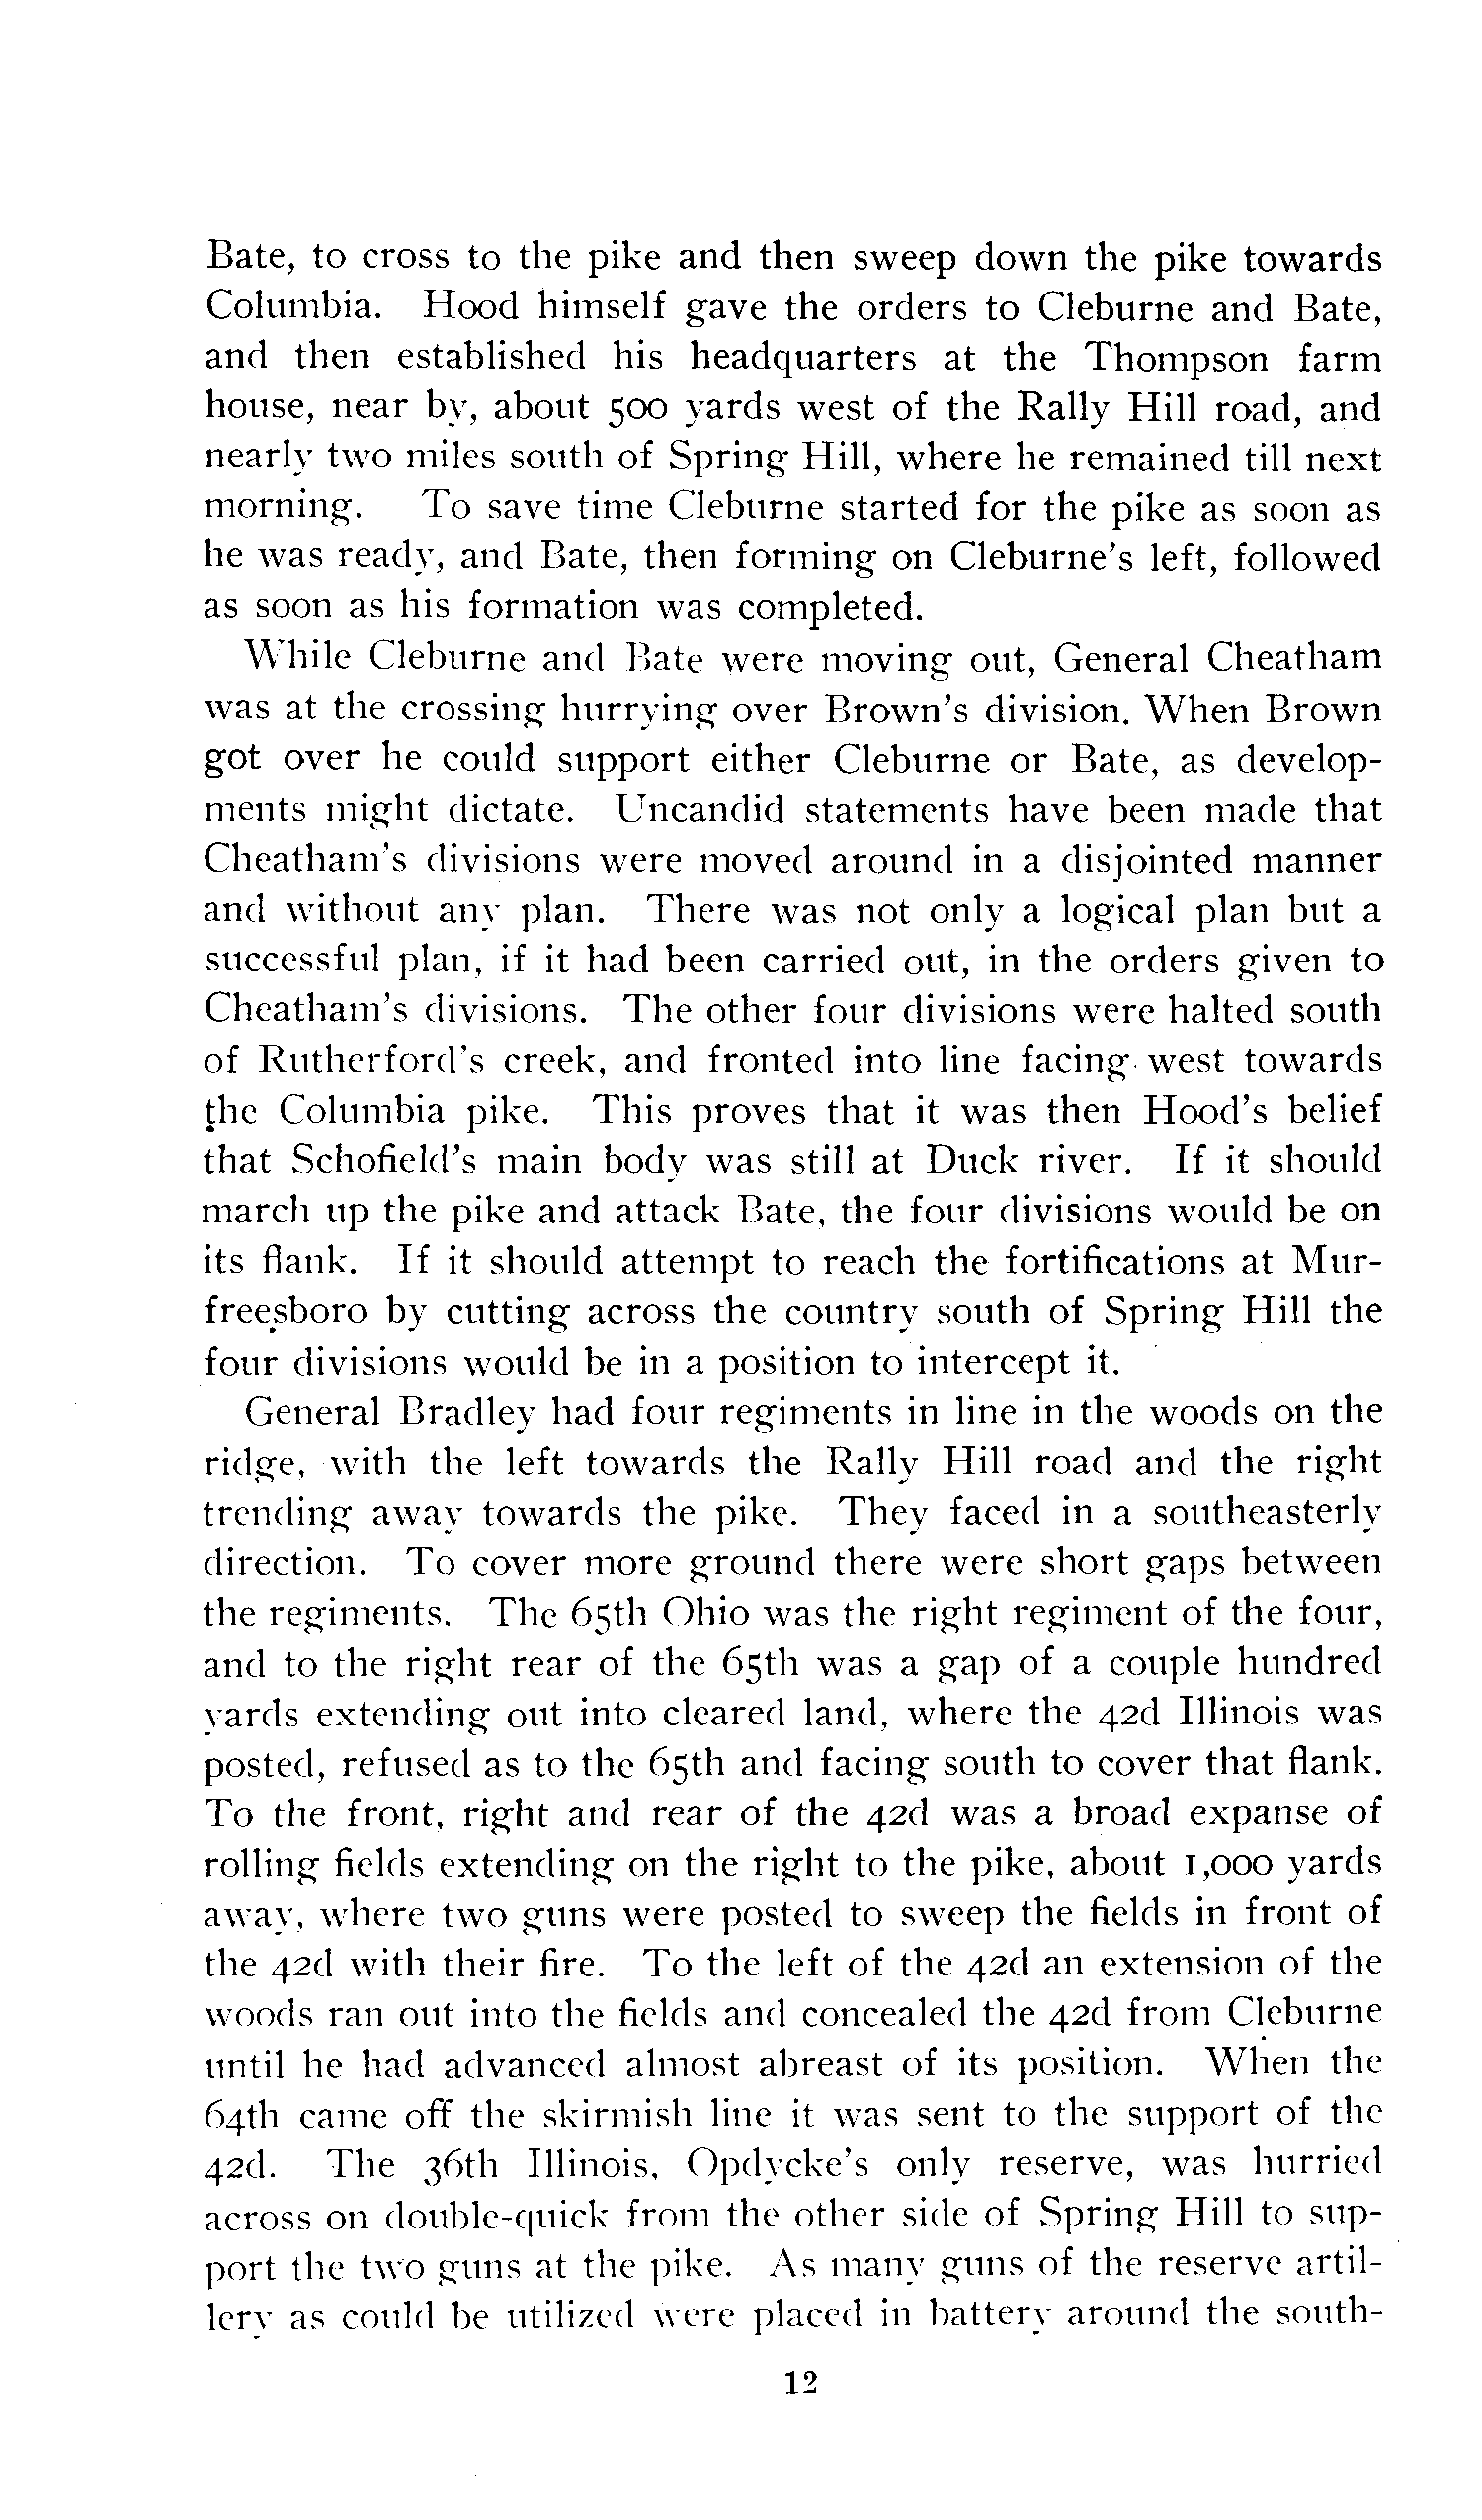 Bate, to cross to the pike and then sweep down the pike towards
Columbia. Hood himself gave the orders to Cleburne and Bate,
and then established his headquarters at the Thompson farm
house, near by, about 500 yards west of the Rally Hill road, and
nearly two miles south of Spring Hill, where he remained till next
morning. To save time Cleburne started for the pike as soon as
he was ready, and Bate, then forming on Cleburne's left, followed
as soon as his formation was completed.
While Cleburne and Bate were moving out, General Cheatham
was at the crossing hurrying over Brown's division. When Brown
got over he could support either Cleburne or Bate, as develop-
ments might dictate. Uncandid statements have been made that
Cheatham's divisions were moved around in a disjointed manner
and without any plan. There was not only a logical plan but a
successful plan, if it had been carried out, in the orders given to
Cheatham's divisions. The other four divisions were halted south
of Rutherford's creek, and fronted into line facing west towards
the Columbia pike. This proves that it was then Hood's belief
that Schofield's main body was still at Duck river. If it should
march up the pike and attack Bate, the four divisions would be on
its flank. If it should attempt to reach the fortifications at Mur-
freesboro by cutting across the country south of Spring Hill the
four divisions would be in a position to intercept it.
General Bradley had four regiments in line in the woods on the
ridge, with the left towards the Rally Hill road and the right
trending away towards the pike. They faced in a southeasterly
direction. To cover more ground there were short gaps between
the regiments. The 65th Ohio was the right regiment of the four,
and to the right rear of the 65th was a gap of a couple hundred
yards extending out into cleared land, where the 42d Illinois was
posted, refused as to the 65th and facing south to cover that flank.
To the front, right and rear of the 42d was a broad expanse of
rolling fields extending on the right to the pike, about 1,000 yards
away, where two guns were posted to sweep the fields in front of
the 42d with their fire. To the left of the 42d an extension of the
woods ran out into the fields and concealed the 42d from Cleburne
until he had advanced almost abreast of its position. When the
64th came off the skirmish line it was sent to the support of the
42d. The 36th Illinois, Opdycke's only reserve, was hurried
across on double-quick from the other side of Spring Hill to sup-
port the two guns at the pike. As many guns of the reserve artil-
lery as could be utilized were placed in battery around the south-
12